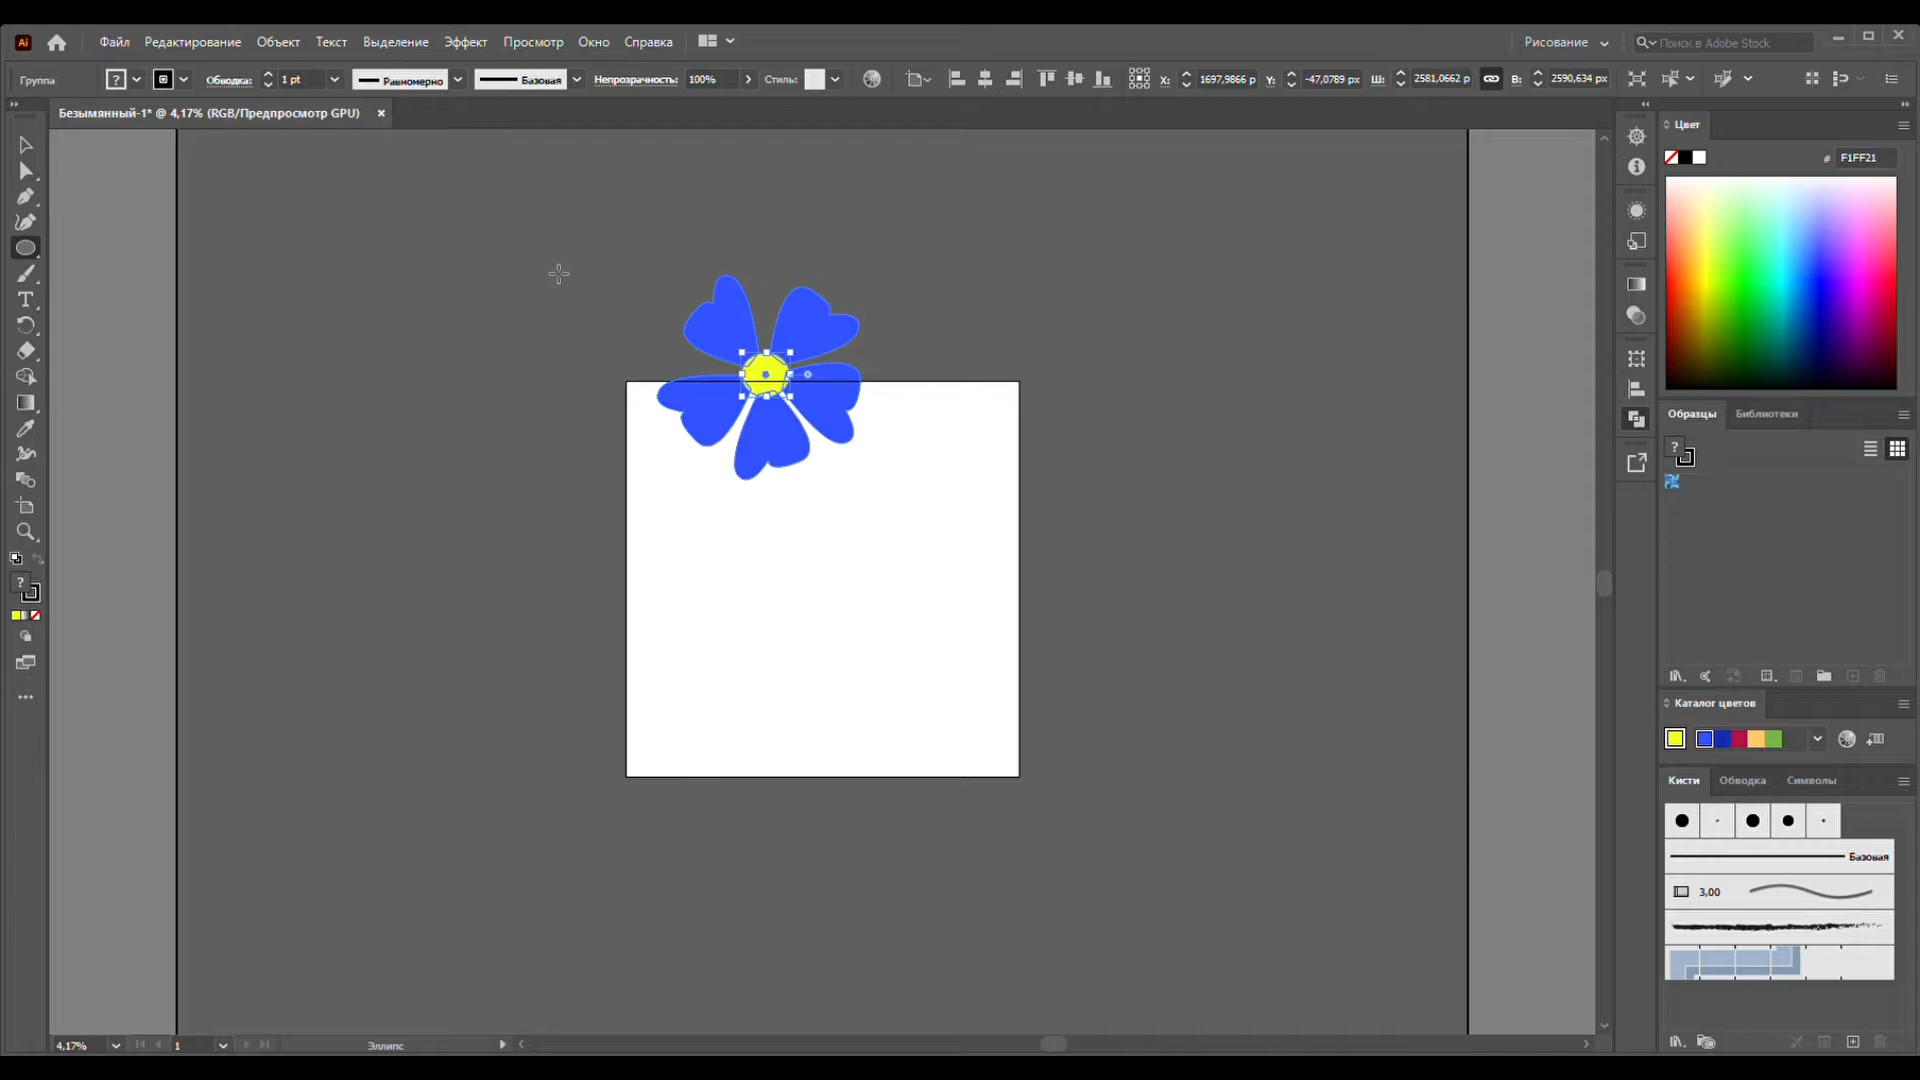 Ai Файл Редактирование Объект Текст Выделение Эффект Просмотр Окно Справка Рисование Поиск в Adobe Stock
Группа ? Обводка: 1 pt Равномерно Базовая Непрозрачность: 100% Стиль: X: 1697,9866 p Y: -47,0789 px Ш: 2581,0662 p В: 2590,634 px
Безымянный-1* @ 4,17% (RGB/Предпросмотр GPU) ×
Цвет
# F1FF21
Образцы Библиотеки
?
T
?
Каталог цветов
Кисти Обводка Символы
Базовая
3,00
4,17% 1 Эллипс